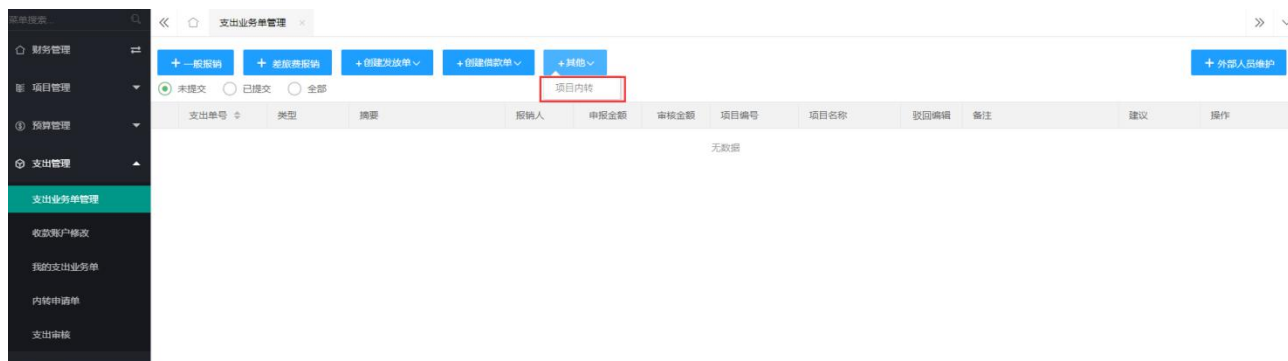 菜单搜索...
支出业务单管理 ×
财务管理
项目管理
预算管理
支出管理
支出业务单管理
收款账户修改
我的支出业务单
内转申请单
支出审核
+ 一般报销 + 差旅费报销 +创建发放单 +创建借款单 +其他 + 外部人员维护
未提交 已提交 全部 项目内转
支出单号 类型 摘要 报销人 申报金额 审核金额 项目编号 项目名称 驳回编辑 备注 建议 操作
无数据